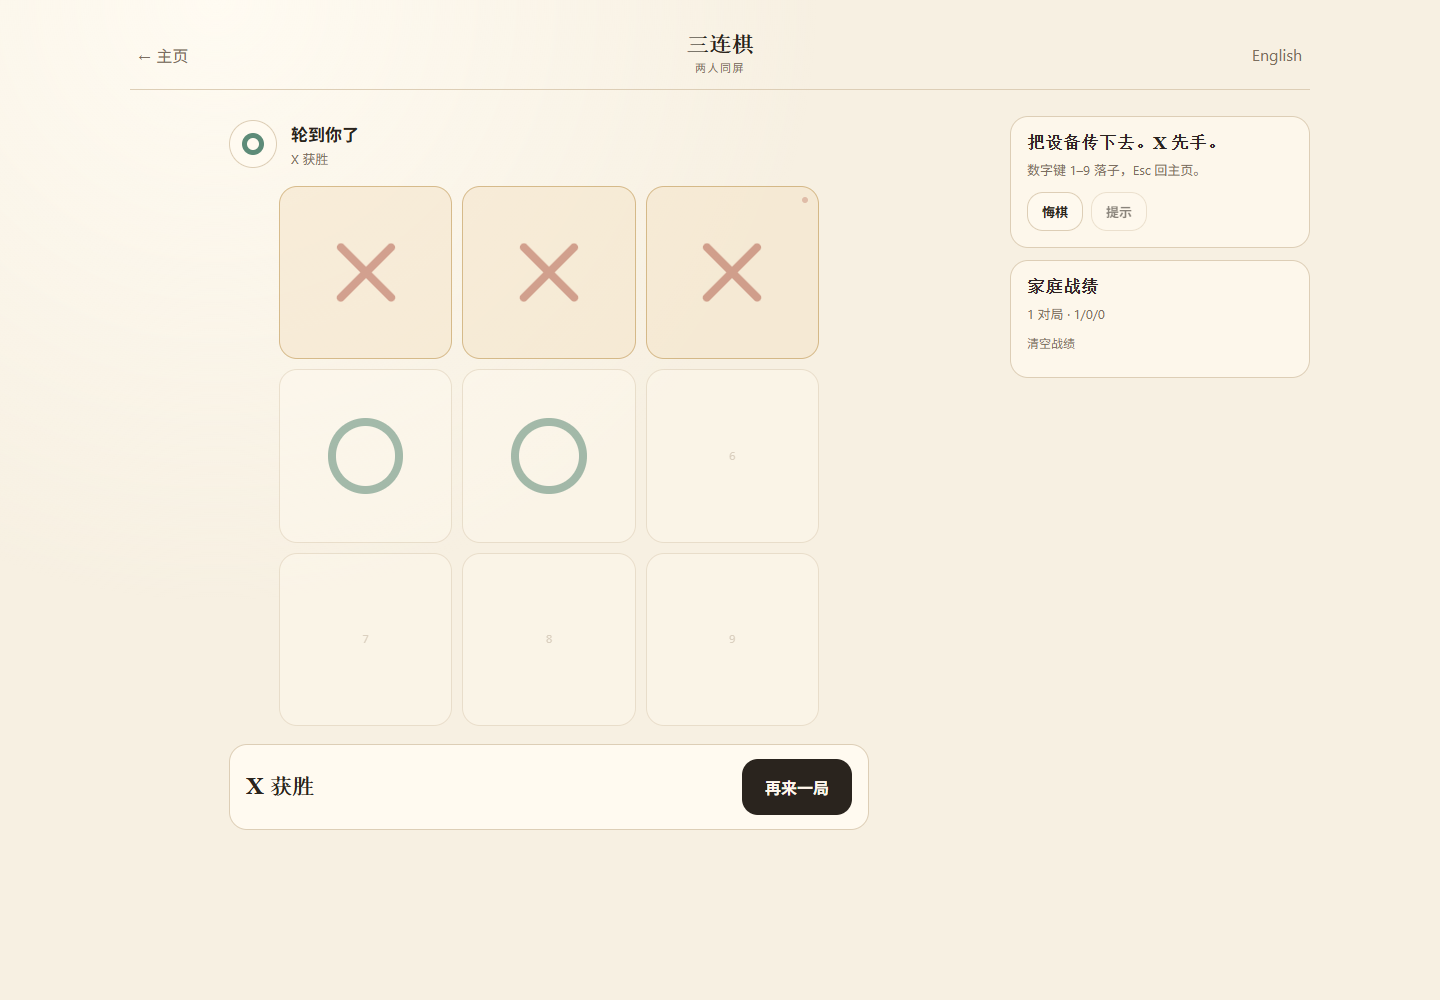 ← 主页
三连棋
两人同屏
English
轮到你了
X 获胜
6
7
8
9
X 获胜
再来一局
把设备传下去。X 先手。
数字键 1–9 落子，Esc 回主页。
悔棋
提示
家庭战绩
1 对局 · 1/0/0
清空战绩